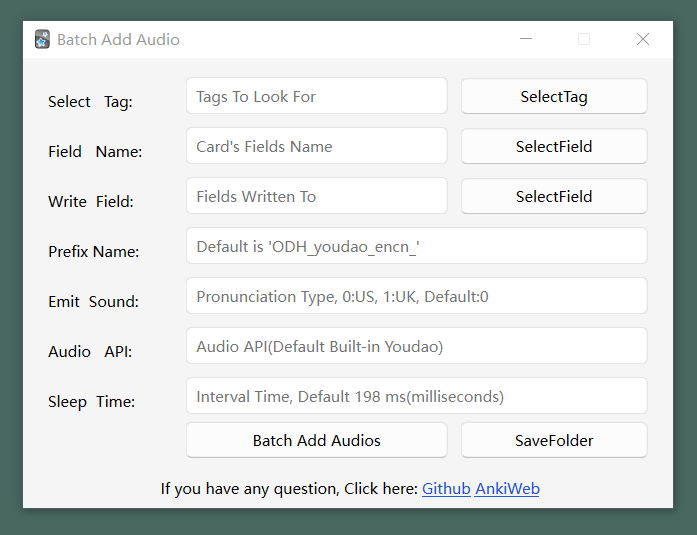 Batch Add Audio
Select Tag: Tags To Look For SelectTag
Field Name: Card's Fields Name SelectField
Write Field: Fields Written To SelectField
Prefix Name: Default is 'ODH_youdao_encn_'
Emit Sound: Pronunciation Type, 0:US, 1:UK, Default:0
Audio API: Audio API(Default Built-in Youdao)
Sleep Time: Interval Time, Default 198 ms(milliseconds)
Batch Add Audios SaveFolder
If you have any question, Click here: Github AnkiWeb